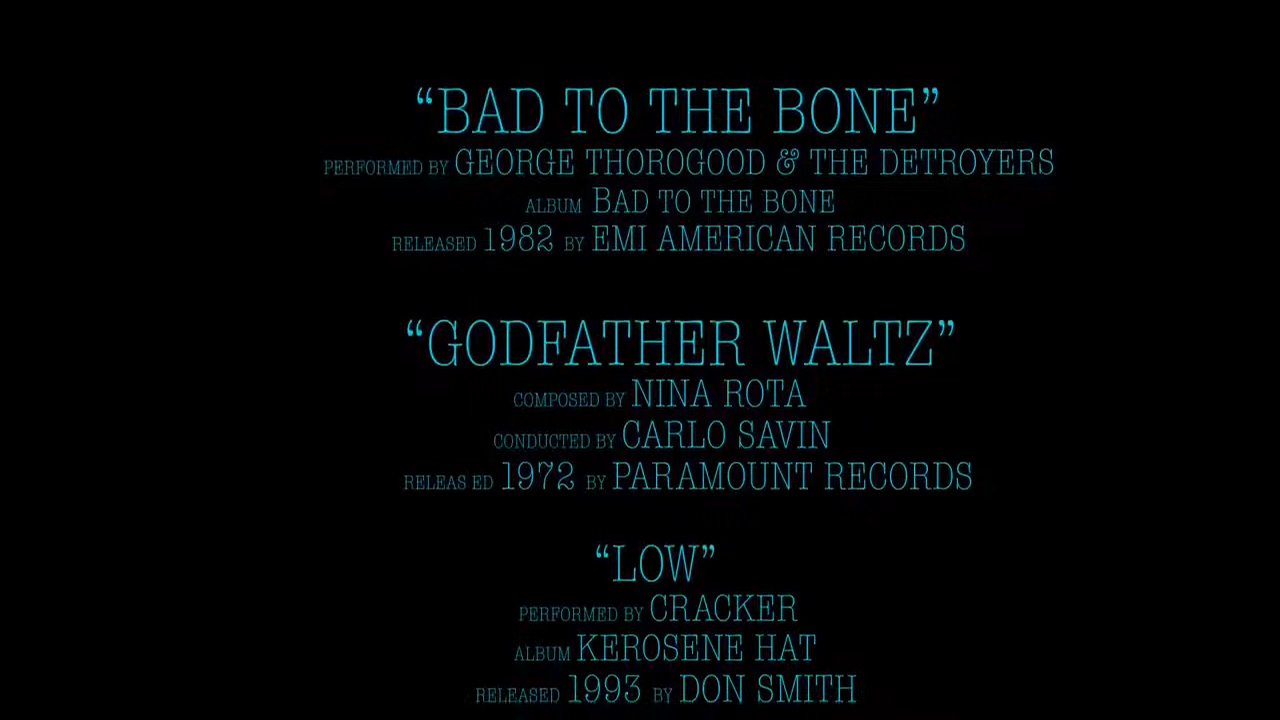 “BAD TO THE BONE”
PERFORMED BY GEORGE THOROGOOD & THE DETROYERS
ALBUM BAD TO THE BONE
RELEASED 1982 BY EMI AMERICAN RECORDS
“GODFATHER WALTZ”
COMPOSED BY NINA ROTA
CONDUCTED BY CARLO SAVIN
RELEAS ED 1972 BY PARAMOUNT RECORDS
“LOW”
PERFORMED BY CRACKER
ALBUM KEROSENE HAT
RELEASED 1993 BY DON SMITH